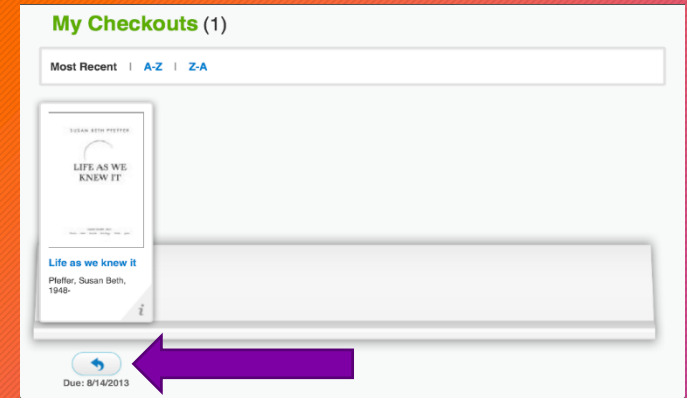 My Checkouts (1)
Most Recent | A-Z | Z-A
SUSAN BETH PFEFFER
LIFE AS WE
KNEW IT
Life as we knew it
Pfeffer, Susan Beth,
1948-
i
Due: 8/14/2013